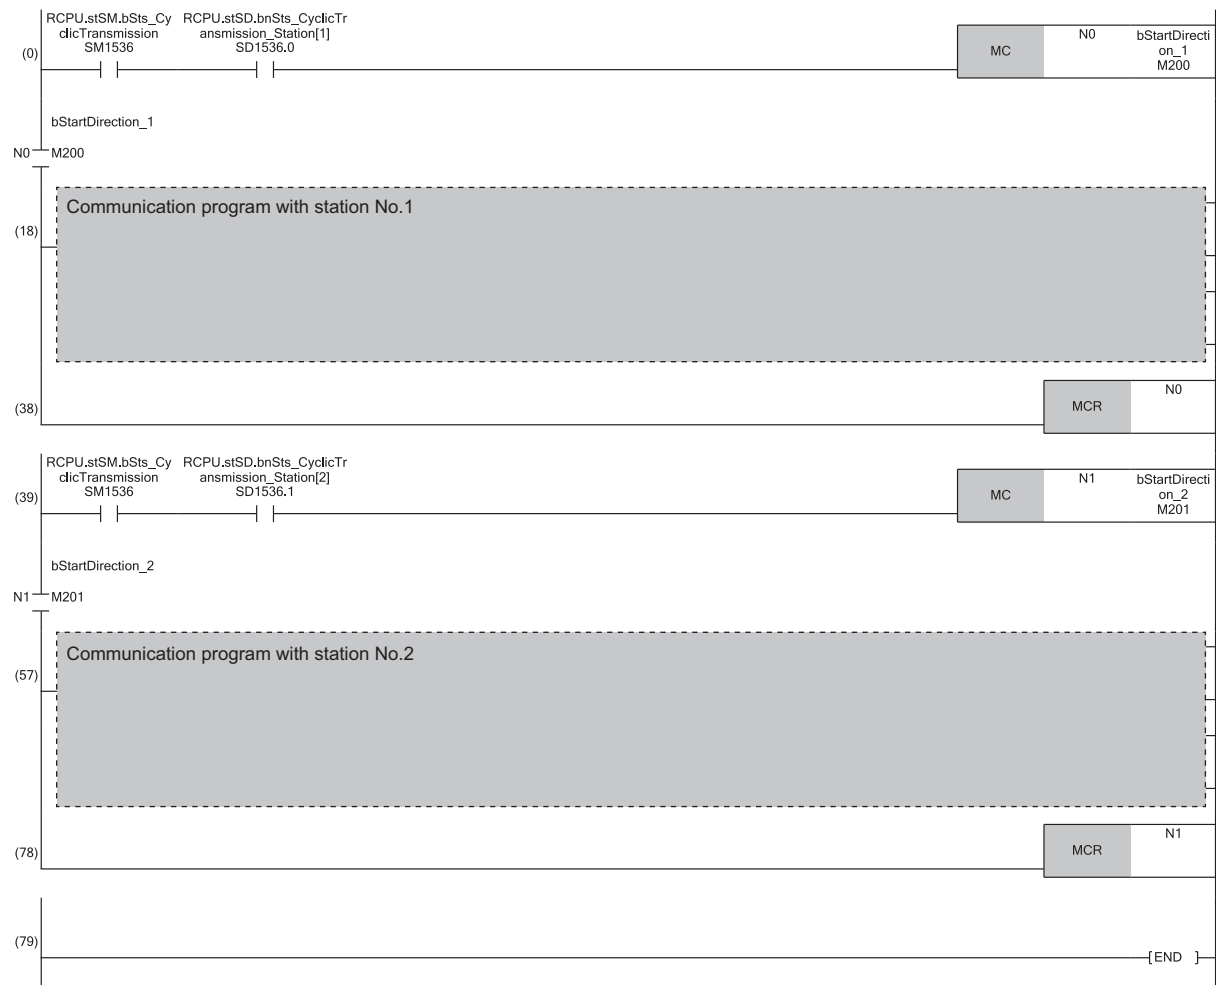 RCPU.stSM.bSts_Cy RCPU.stSD.bnSts_CyclicTr
clicTransmission ansmission_Station[1] N0 bStartDirecti
(0) SM1536 SD1536.0 MC on_1
M200
bStartDirection_1
N0 M200
Communication program with station No.1
(18)
N0
(38) MCR
RCPU.stSM.bSts_Cy RCPU.stSD.bnSts_CyclicTr
clicTransmission ansmission_Station[2] N1 bStartDirecti
(39) SM1536 SD1536.1 MC on_2
M201
bStartDirection_2
N1 M201
Communication program with station No.2
(57)
N1
(78) MCR
(79)
[END ]